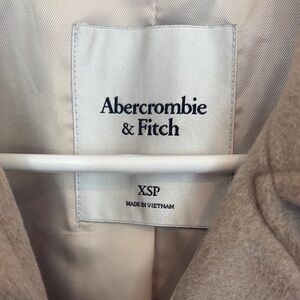 Abercrombie
& Fitch
XSP
MADE IN VIETNAM